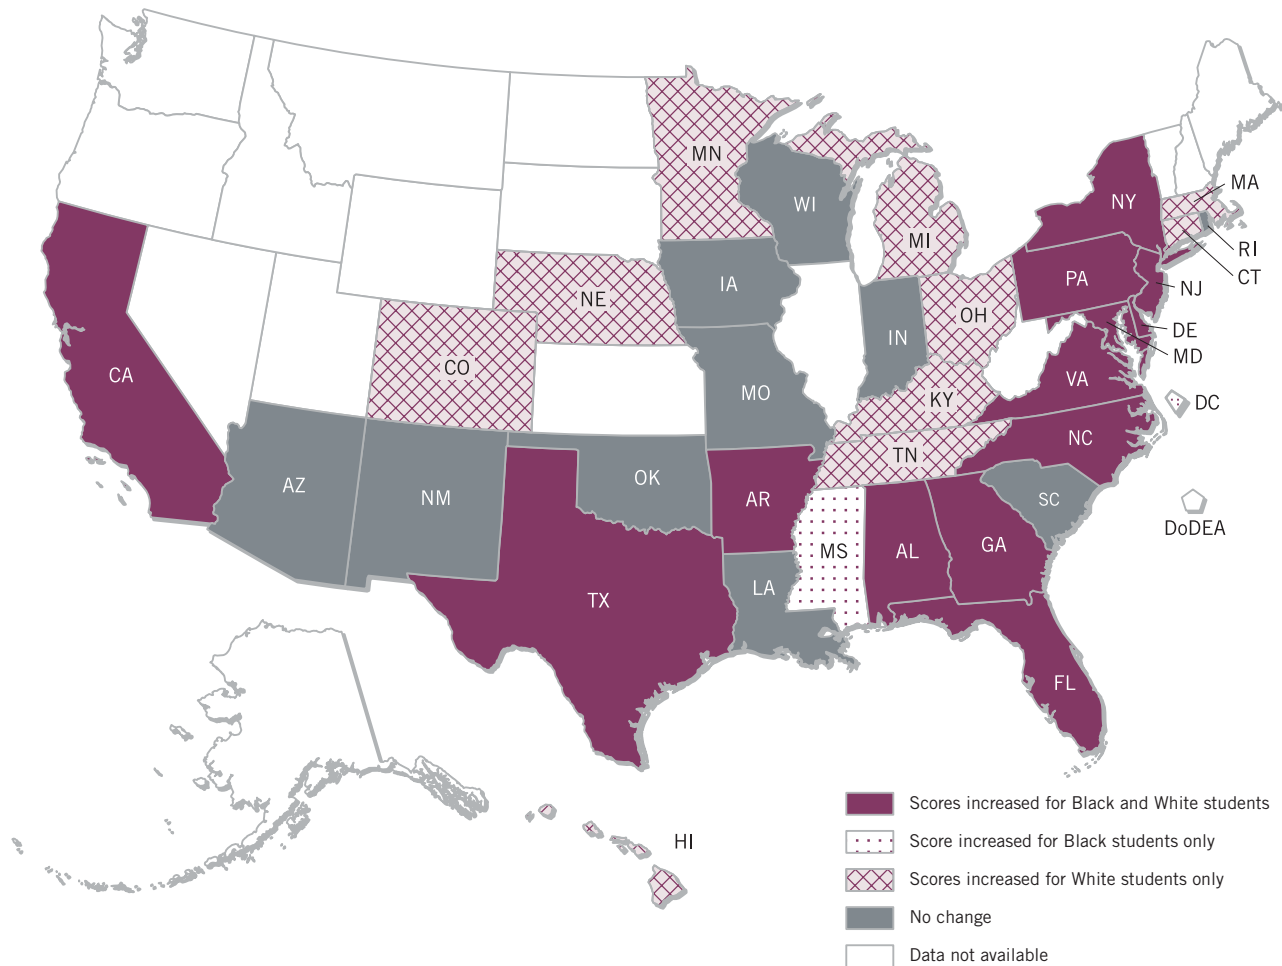 MN
WI
MI
NY
MA
RI
CT
NE
IA
PA
NJ
OH
IN
DE
MD
CO
CA
MO
KY
VA
DC
NC
TN
AZ
NM
OK
AR
SC
DoDEA
MS
AL
GA
LA
TX
FL
HI
Scores increased for Black and White students
Score increased for Black students only
Scores increased for White students only
No change
Data not available